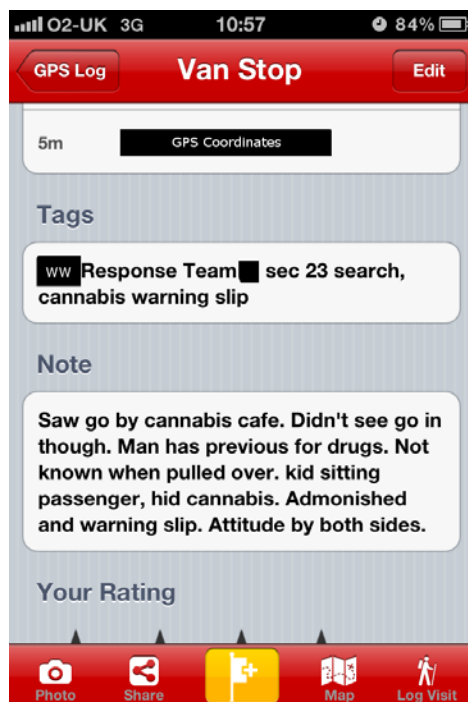 O2-UK 3G 10:57 84%
GPS Log Van Stop Edit
5m GPS Coordinates
Tags
ww Response Team sec 23 search,
cannabis warning slip
Note
Saw go by cannabis cafe. Didn't see go in
though. Man has previous for drugs. Not
known when pulled over. kid sitting
passenger, hid cannabis. Admonished
and warning slip. Attitude by both sides.
Your Rating
Photo Share Map Log Visit